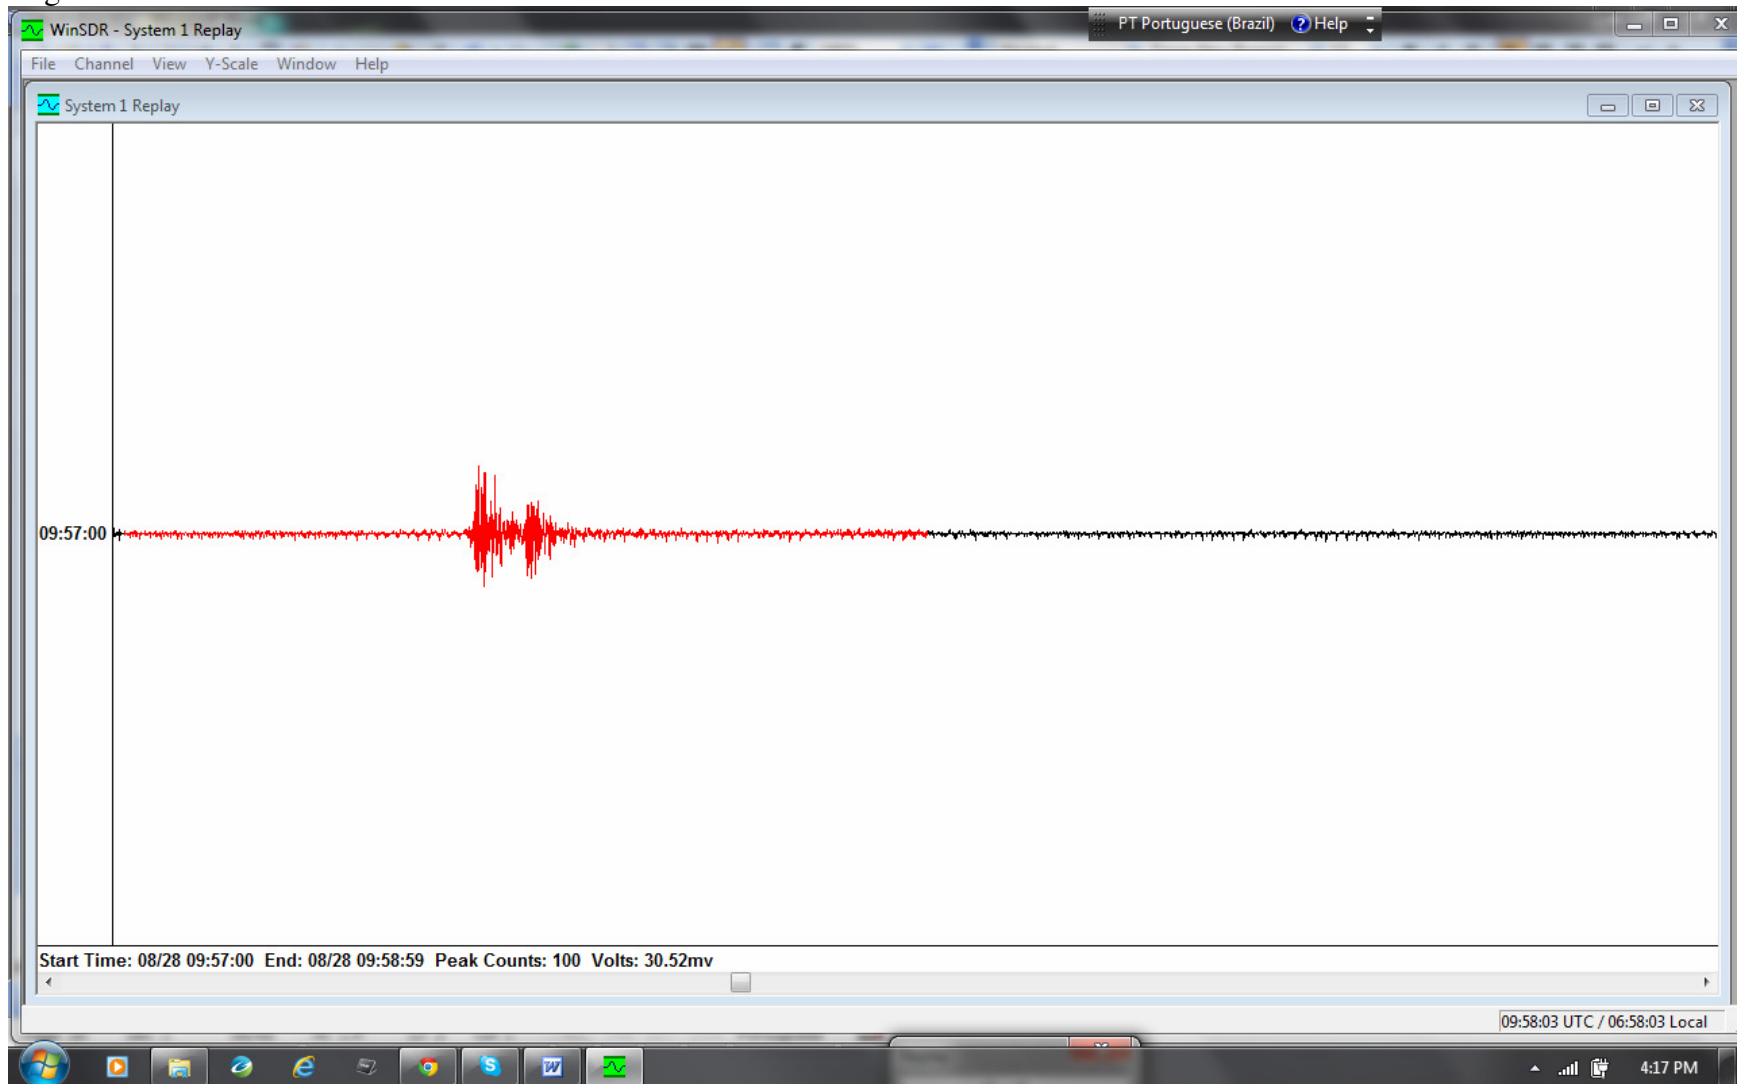 PT Portuguese (Brazil) Help
WinSDR - System 1 Replay
File Channel View Y-Scale Window Help
System 1 Replay
09:57:00
Start Time: 08/28 09:57:00 End: 08/28 09:58:59 Peak Counts: 100 Volts: 30.52mv
09:58:03 UTC / 06:58:03 Local
4:17 PM